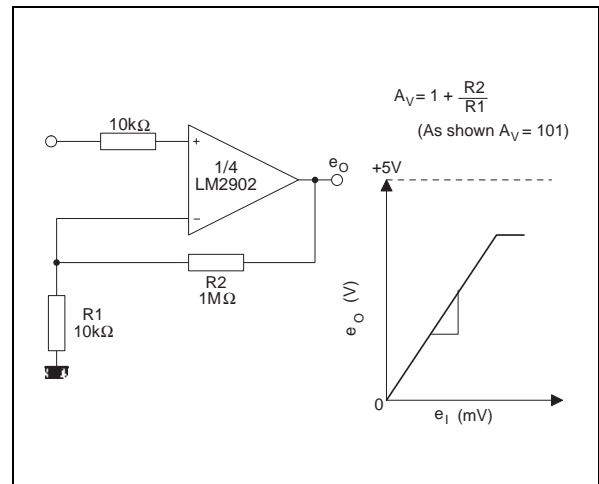 A_V = 1 + R2/R1
(As shown A_V = 101)
10kΩ
+
1/4
LM2902
−
e_O
R2
1MΩ
R1
10kΩ
+5V
e_O (V)
0
e_I (mV)